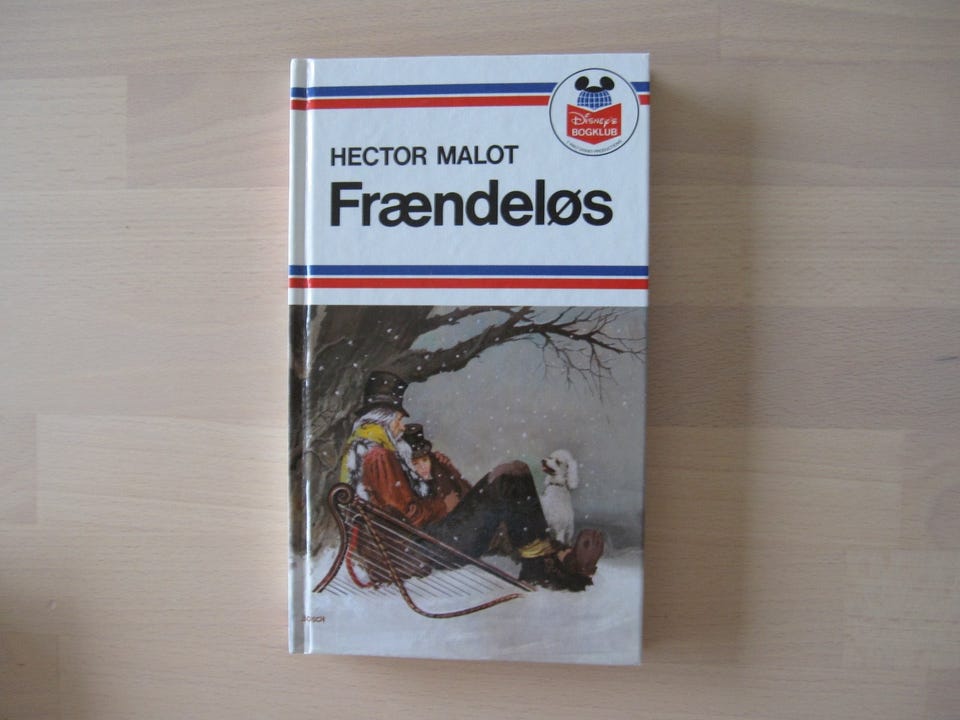 DISNEY'S
BOGKLUB
HECTOR MALOT
Frændeløs
BOSCH